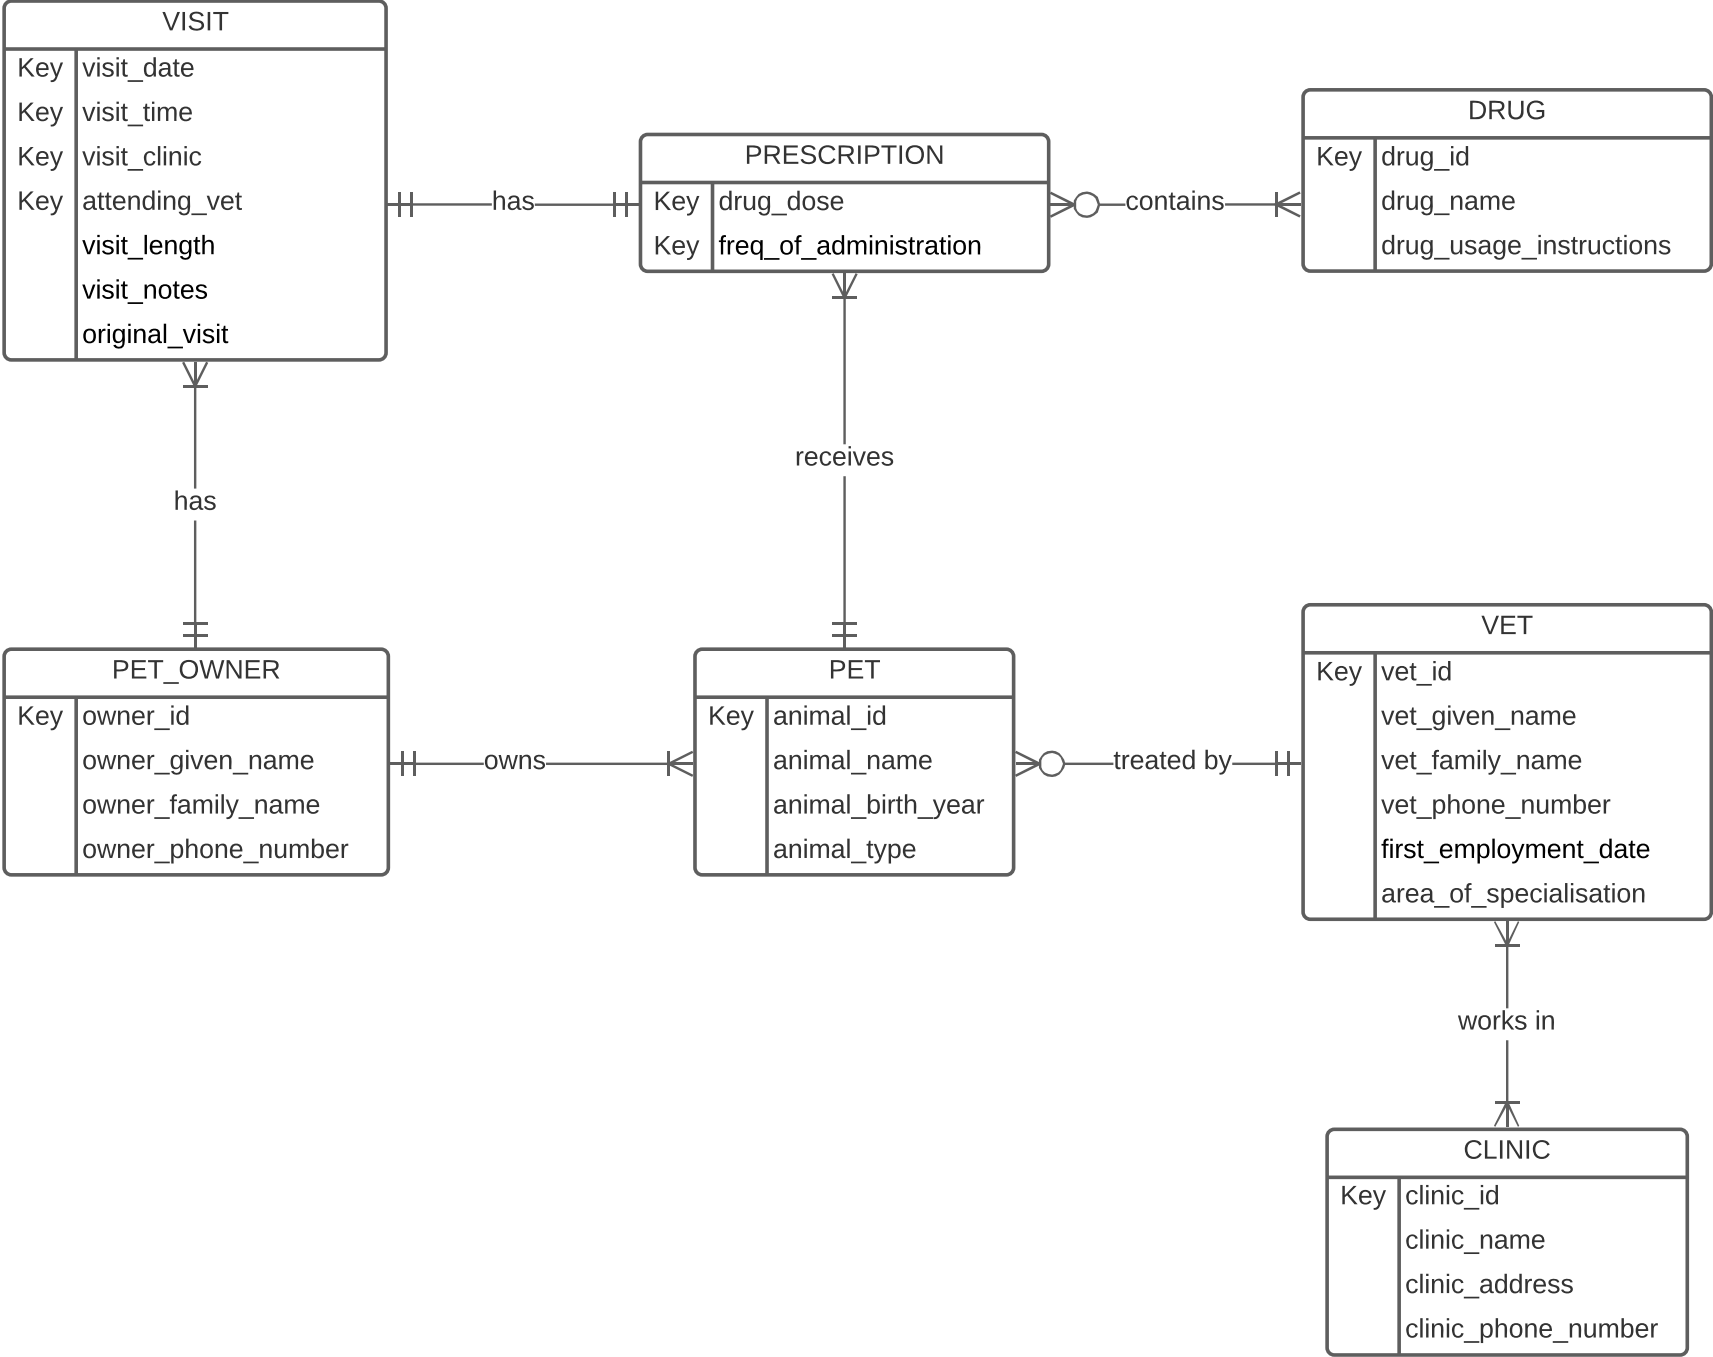 VISIT
Key visit_date
Key visit_time
Key visit_clinic
Key attending_vet
visit_length
visit_notes
original_visit
has
PRESCRIPTION
Key drug_dose
Key freq_of_administration
contains
DRUG
Key drug_id
drug_name
drug_usage_instructions
has
receives
PET_OWNER
Key owner_id
owner_given_name
owner_family_name
owner_phone_number
owns
PET
Key animal_id
animal_name
animal_birth_year
animal_type
treated by
VET
Key vet_id
vet_given_name
vet_family_name
vet_phone_number
first_employment_date
area_of_specialisation
works in
CLINIC
Key clinic_id
clinic_name
clinic_address
clinic_phone_number